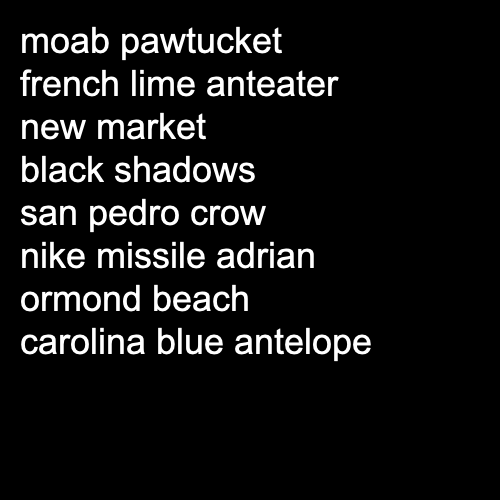 moab pawtucket
french lime anteater
new market
black shadows
san pedro crow
nike missile adrian
ormond beach
carolina blue antelope